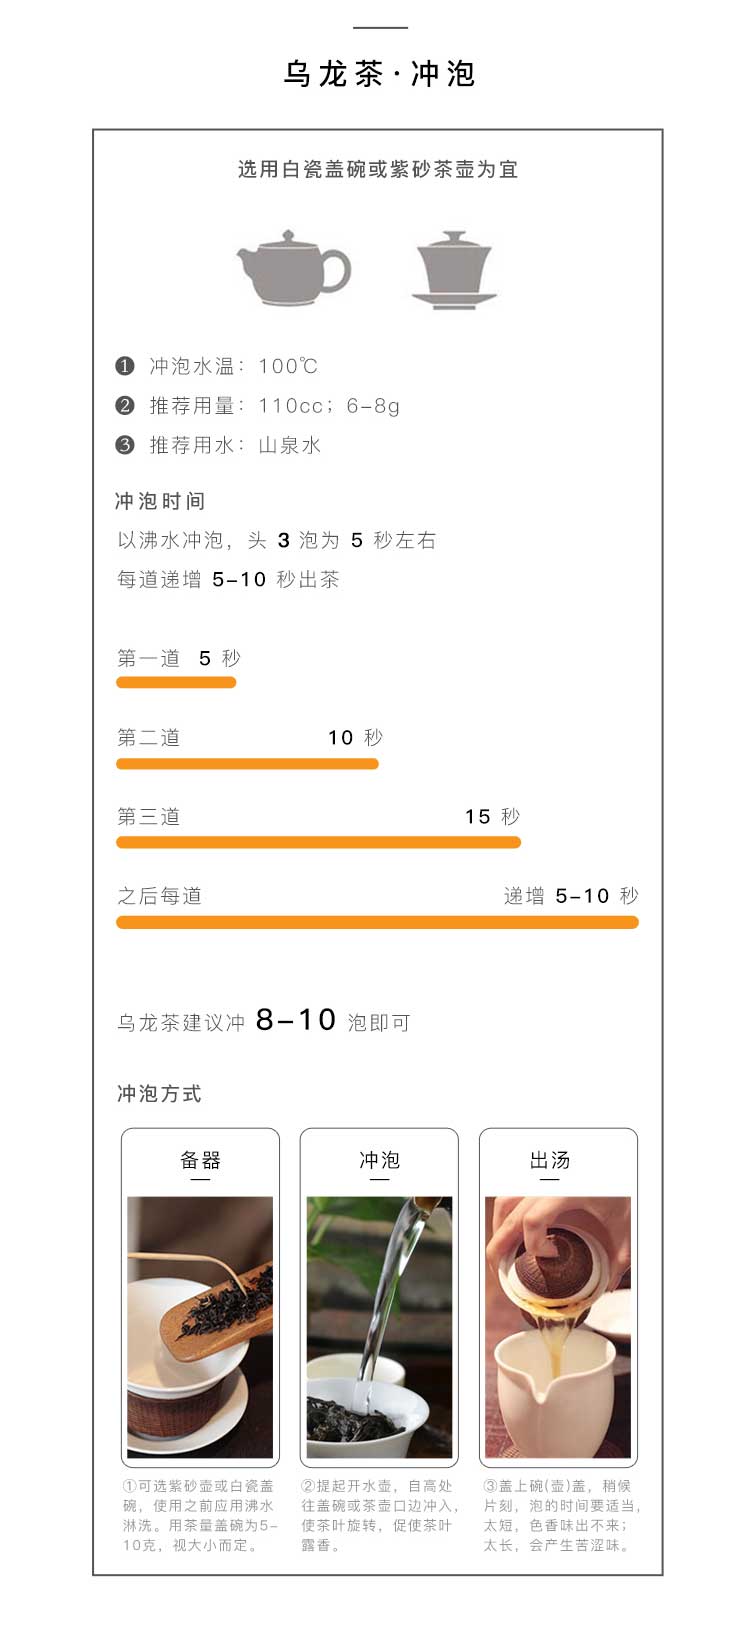 乌龙茶·冲泡
选用白瓷盖碗或紫砂茶壶为宜
❶ 冲泡水温：100℃
❷ 推荐用量：110cc；6-8g
❸ 推荐用水：山泉水
冲泡时间
以沸水冲泡，头 3 泡为 5 秒左右
每道递增 5-10 秒出茶
第一道 5 秒
第二道 10 秒
第三道 15 秒
之后每道 递增 5-10 秒
乌龙茶建议冲 8-10 泡即可
冲泡方式
备器
①可选紫砂壶或白瓷盖
碗，使用之前应用沸水
淋洗。用茶量盖碗为5-
10克，视大小而定。
冲泡
②提起开水壶，自高处
往盖碗或茶壶口边冲入，
使茶叶旋转，促使茶叶
露香。
出汤
③盖上碗(壶)盖，稍候
片刻，泡的时间要适当，
太短，色香味出不来；
太长，会产生苦涩味。